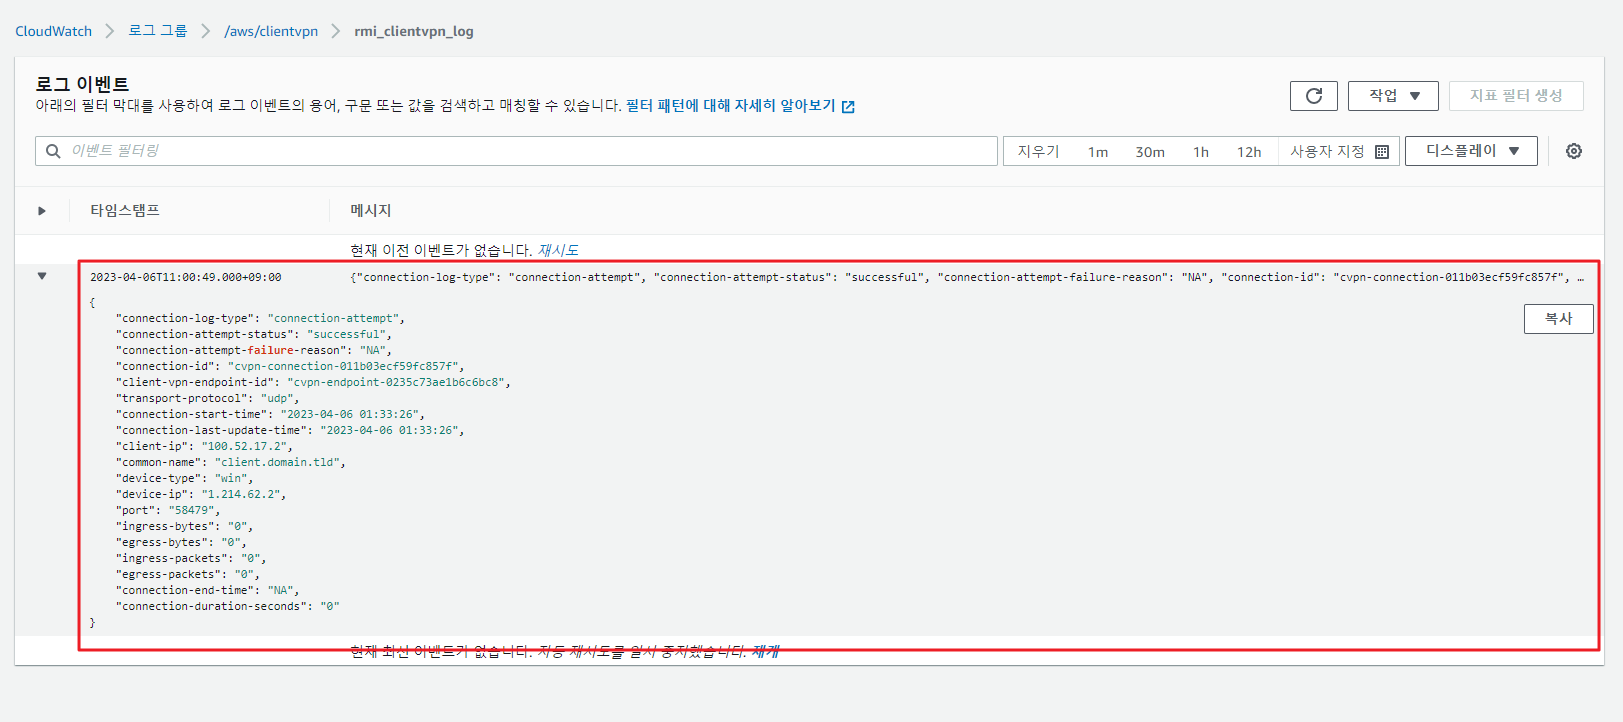 CloudWatch > 로그 그룹 > /aws/clientvpn > rmi_clientvpn_log
로그 이벤트
아래의 필터 막대를 사용하여 로그 이벤트의 용어, 구문 또는 값을 검색하고 매칭할 수 있습니다. 필터 패턴에 대해 자세히 알아보기
작업 ▼ 지표 필터 생성
이벤트 필터링 지우기 1m 30m 1h 12h 사용자 지정 디스플레이 ▼
▶ 타임스탬프 메시지
현재 이전 이벤트가 없습니다. 재시도
▼ 2023-04-06T11:00:49.000+09:00 {"connection-log-type": "connection-attempt", "connection-attempt-status": "successful", "connection-attempt-failure-reason": "NA", "connection-id": "cvpn-connection-011b03ecf59fc857f", …
{
"connection-log-type": "connection-attempt",
복사
"connection-attempt-status": "successful",
"connection-attempt-failure-reason": "NA",
"connection-id": "cvpn-connection-011b03ecf59fc857f",
"client-vpn-endpoint-id": "cvpn-endpoint-0235c73ae1b6c6bc8",
"transport-protocol": "udp",
"connection-start-time": "2023-04-06 01:33:26",
"connection-last-update-time": "2023-04-06 01:33:26",
"client-ip": "100.52.17.2",
"common-name": "client.domain.tld",
"device-type": "win",
"device-ip": "1.214.62.2",
"port": "58479",
"ingress-bytes": "0",
"egress-bytes": "0",
"ingress-packets": "0",
"egress-packets": "0",
"connection-end-time": "NA",
"connection-duration-seconds": "0"
}
현재 최신 이벤트가 없습니다. 자동 재시도를 일시 중지했습니다. 재개